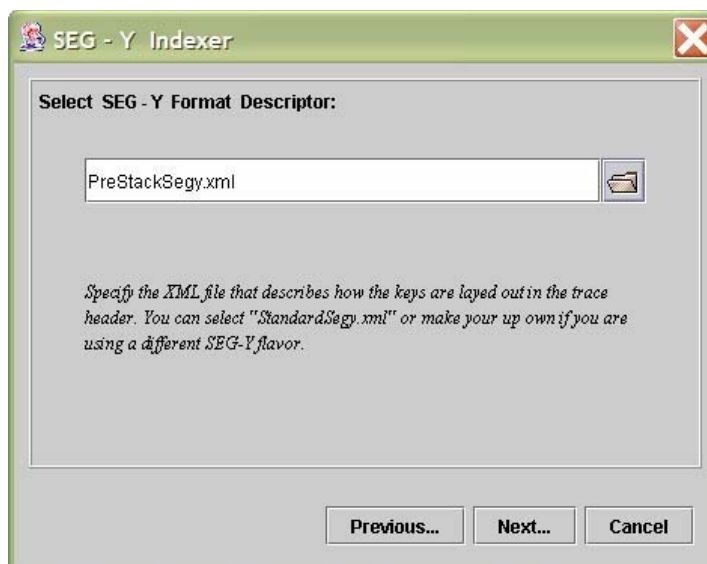 SEG - Y Indexer
Select SEG - Y Format Descriptor:
PreStackSegy.xml
Specify the XML file that describes how the keys are layed out in the trace
header. You can select "StandardSegy.xml" or make your up own if you are
using a different SEG-Y flavor.
Previous... Next... Cancel